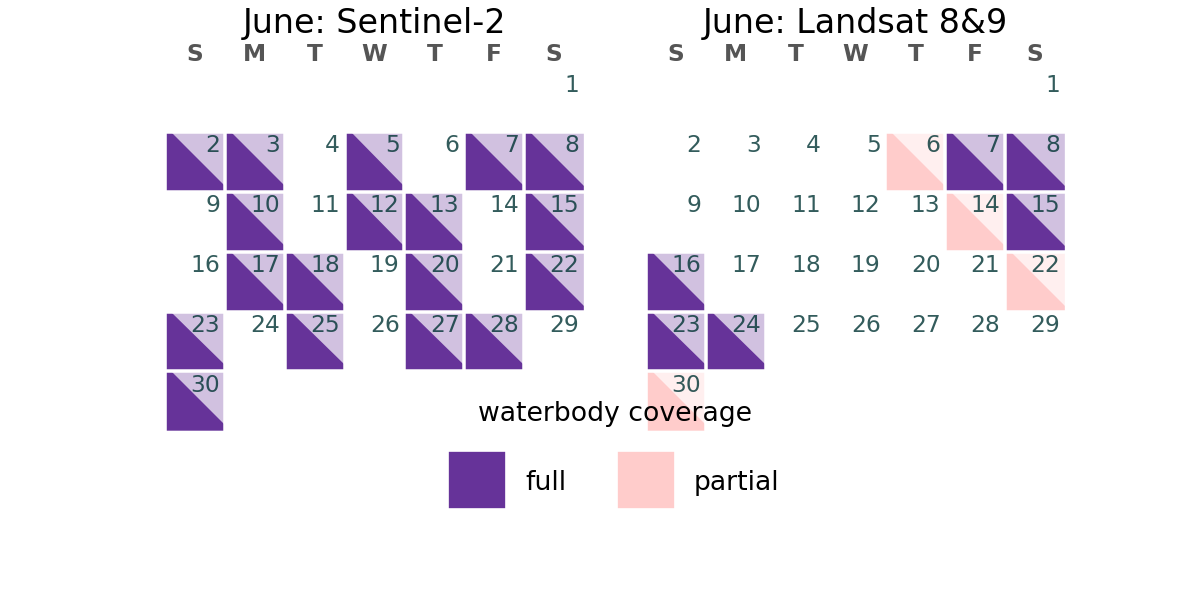 June: Sentinel-2
S M T W T F S
1
2 3 4 5 6 7 8
9 10 11 12 13 14 15
16 17 18 19 20 21 22
23 24 25 26 27 28 29
30
June: Landsat 8&9
S M T W T F S
1
2 3 4 5 6 7 8
9 10 11 12 13 14 15
16 17 18 19 20 21 22
23 24 25 26 27 28 29
30
waterbody coverage
full
partial